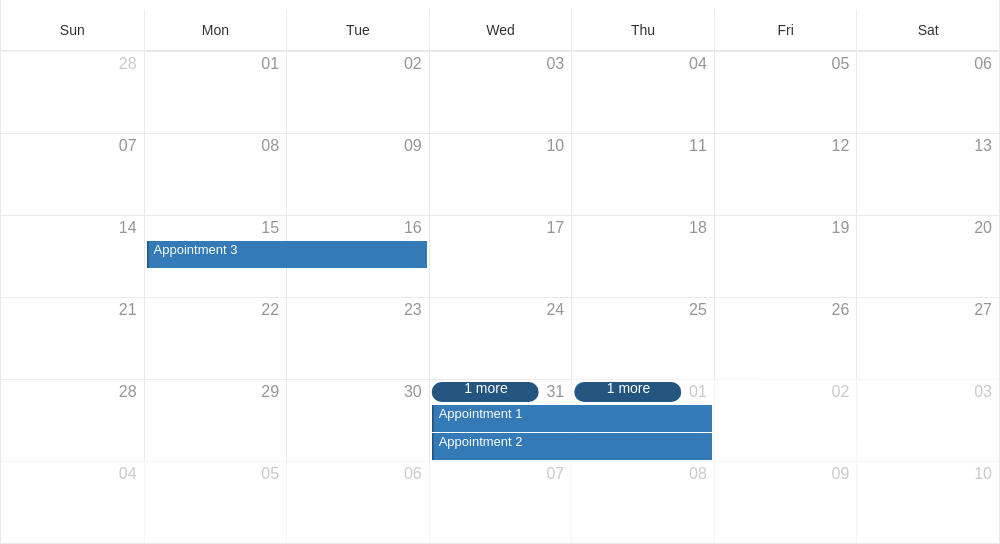 Sun Mon Tue Wed Thu Fri Sat
28 01 02 03 04 05 06
07 08 09 10 11 12 13
14 15 16 17 18 19 20
Appointment 3
21 22 23 24 25 26 27
28 29 30 1 more 31 1 more 01 02 03
Appointment 1
Appointment 2
04 05 06 07 08 09 10